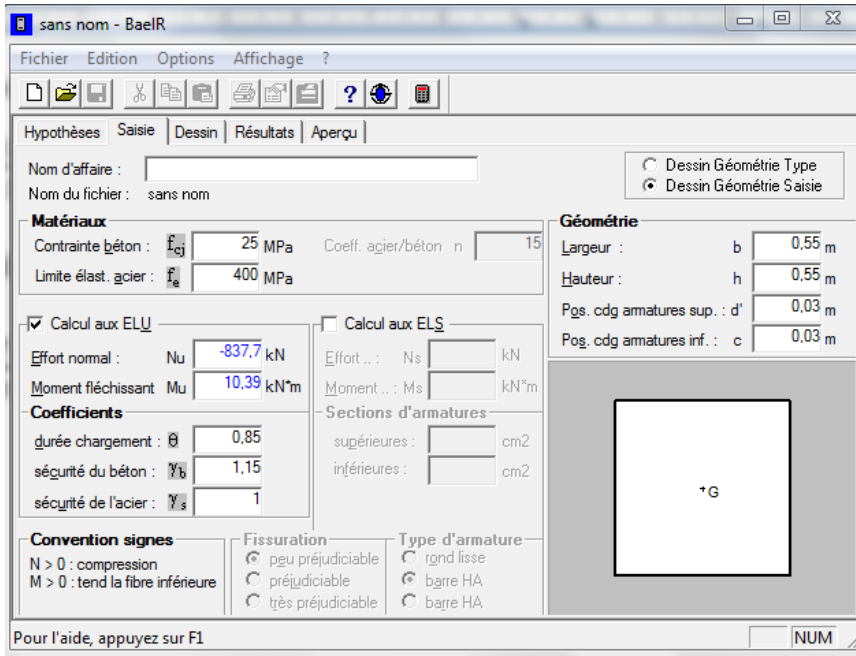 sans nom - BaelR
Fichier Edition Options Affichage ?
?
Hypothèses Saisie Dessin Résultats Aperçu
Nom d'affaire :
Nom du fichier : sans nom
Dessin Géométrie Type
Dessin Géométrie Saisie
Matériaux
Contrainte béton : fcj 25 MPa Coeff. acier/béton n 15
Limite élast. acier : fe 400 MPa
Géométrie
Largeur : b 0,55 m
Hauteur : h 0,55 m
Pos. cdg armatures sup. : d' 0,03 m
Pos. cdg armatures inf. : c 0,03 m
Calcul aux ELU
Effort normal : Nu -837,7 kN
Moment fléchissant Mu 10,39 kN*m
Coefficients
durée chargement : θ 0,85
sécurité du béton : γb 1,15
sécurité de l'acier : γs 1
Calcul aux ELS
Effort .. : Ns kN
Moment .. : Ms kN*m
Sections d'armatures
supérieures : cm2
inférieures : cm2
+G
Convention signes
N > 0 : compression
M > 0 : tend la fibre inférieure
Fissuration
peu préjudiciable
préjudiciable
très préjudiciable
Type d'armature
rond lisse
barre HA
barre HA
Pour l'aide, appuyez sur F1
NUM